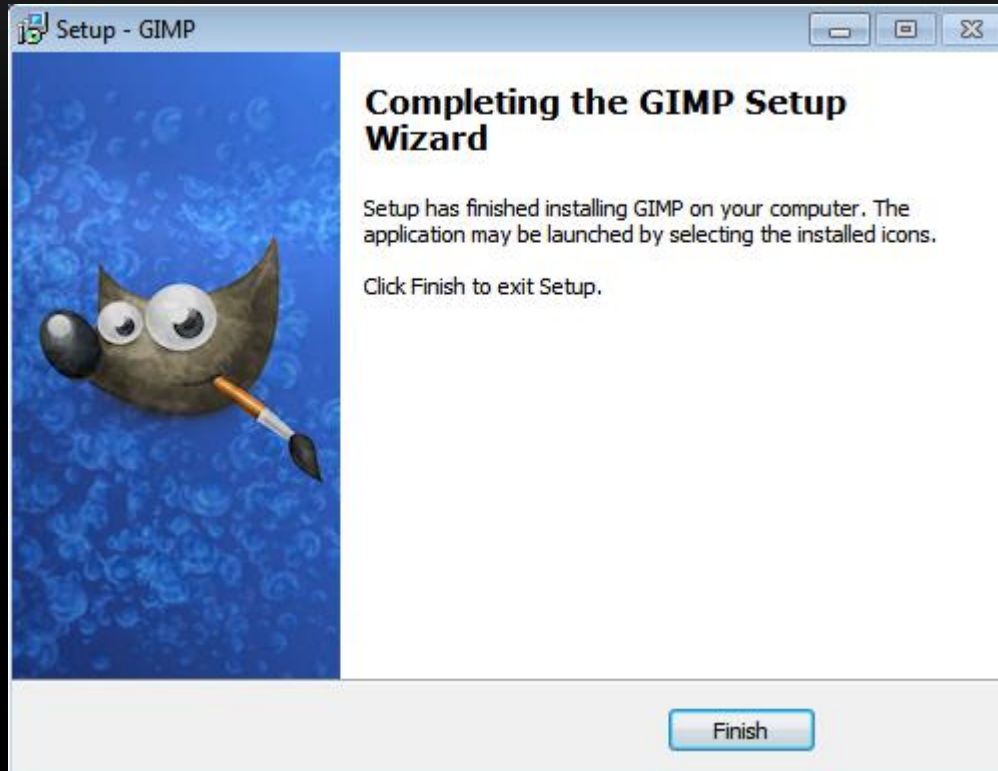 Setup - GIMP
Completing the GIMP Setup
Wizard
Setup has finished installing GIMP on your computer. The
application may be launched by selecting the installed icons.
Click Finish to exit Setup.
Finish